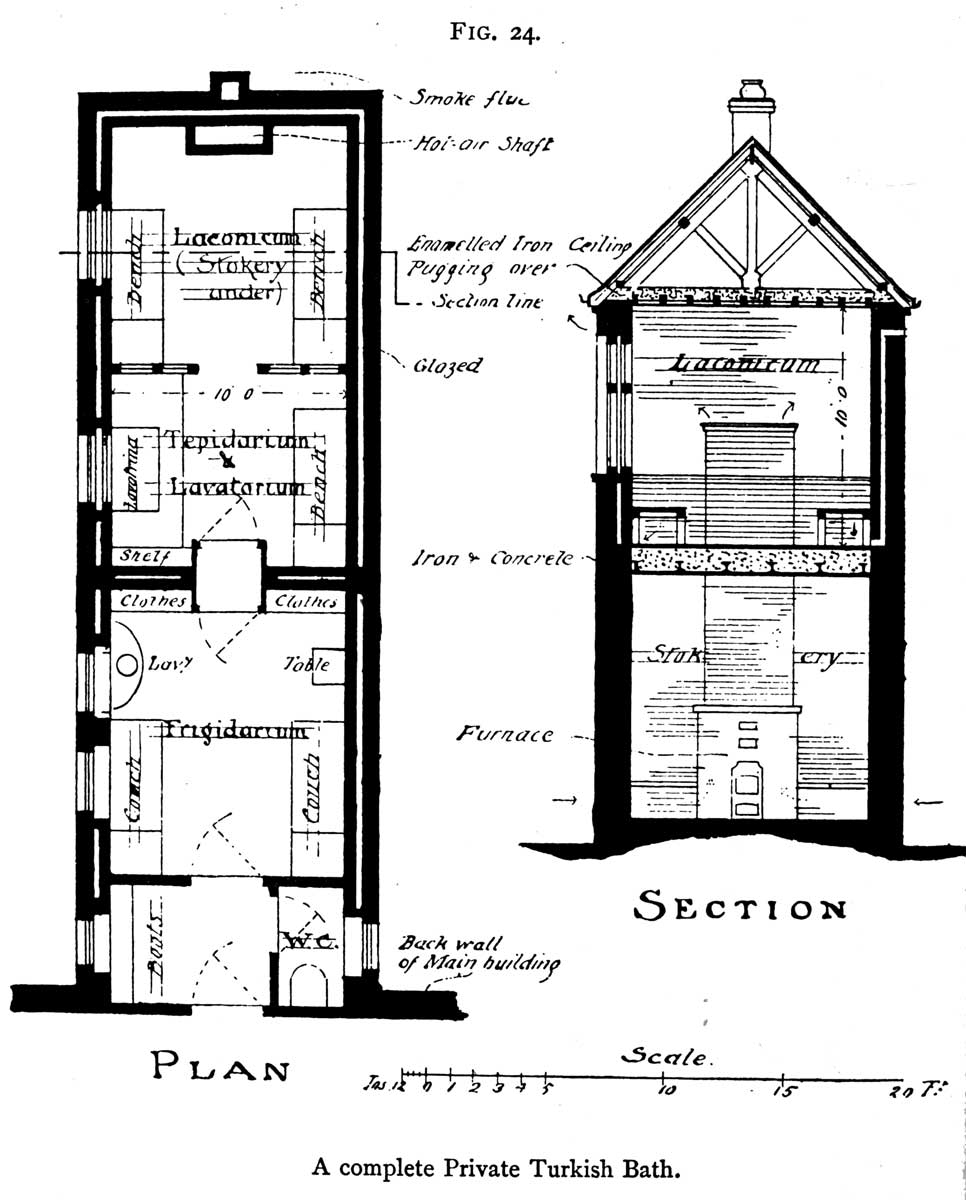 FIG. 24.
Smoke flue
Hot-air Shaft
Laconicum
(Stokery
under)
Bench
Bench
Enamelled Iron Ceiling
Pugging over
Section line
Glazed
10' 0
Tepidarium
&
Lavatorium
Lavatrina
Bench
Shelf
Clothes
Clothes
Lavy
Table
Frigidarium
Couch
Couch
Boots
W.C.
Back wall
of Main building
PLAN
Laconicum
10' 0
Iron & Concrete
Stokery
Furnace
SECTION
Scale.
Ins. 12 0 1 2 3 4 5 10 15 20 Ft
A complete Private Turkish Bath.